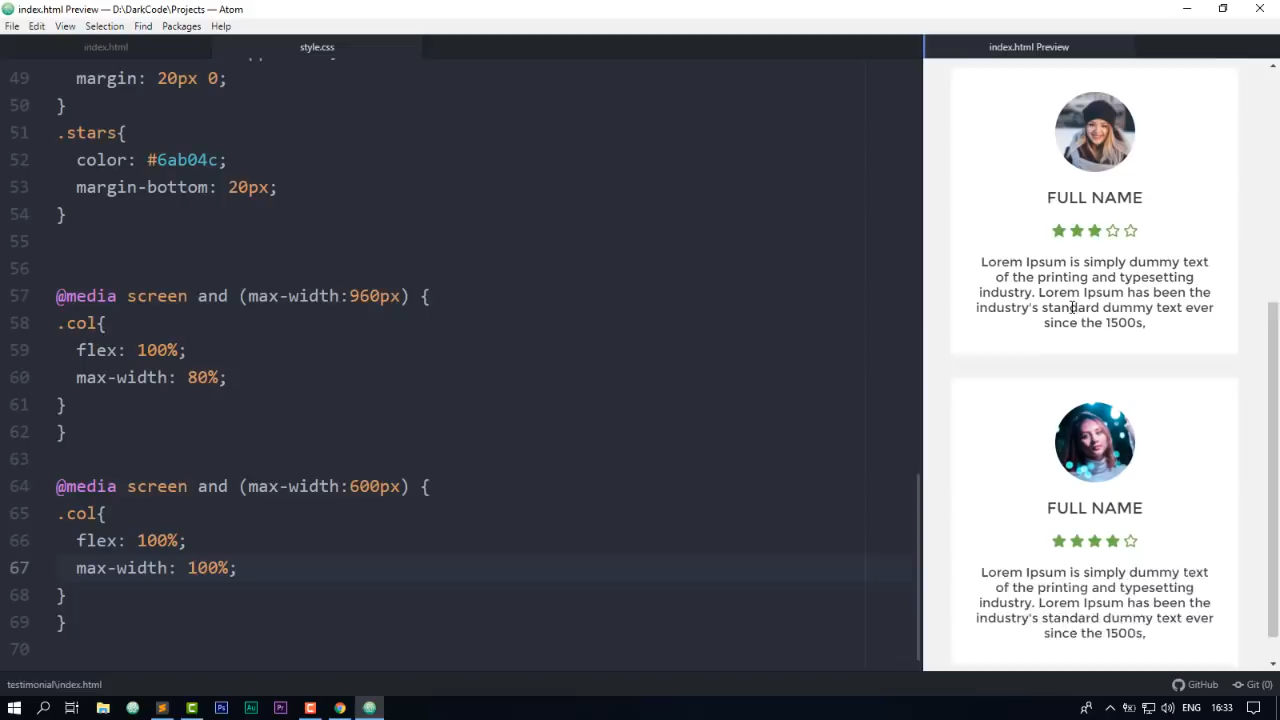 index.html Preview — D:\DarkCode\Projects — Atom
File Edit View Selection Find Packages Help
index.html style.css index.html Preview
49 margin: 20px 0;
50 }
51 .stars{
52 color: #6ab04c;
53 margin-bottom: 20px;
54 }
55
56
57 @media screen and (max-width:960px) {
58 .col{
59 flex: 100%;
60 max-width: 80%;
61 }
62 }
63
64 @media screen and (max-width:600px) {
65 .col{
66 flex: 100%;
67 max-width: 100%;
68 }
69 }
70
FULL NAME
Lorem Ipsum is simply dummy text
of the printing and typesetting
industry. Lorem Ipsum has been the
industry's standard dummy text ever
since the 1500s,
FULL NAME
Lorem Ipsum is simply dummy text
of the printing and typesetting
industry. Lorem Ipsum has been the
industry's standard dummy text ever
since the 1500s,
testimonial\index.html GitHub Git (0)
Ps Au Pr ENG 16:33